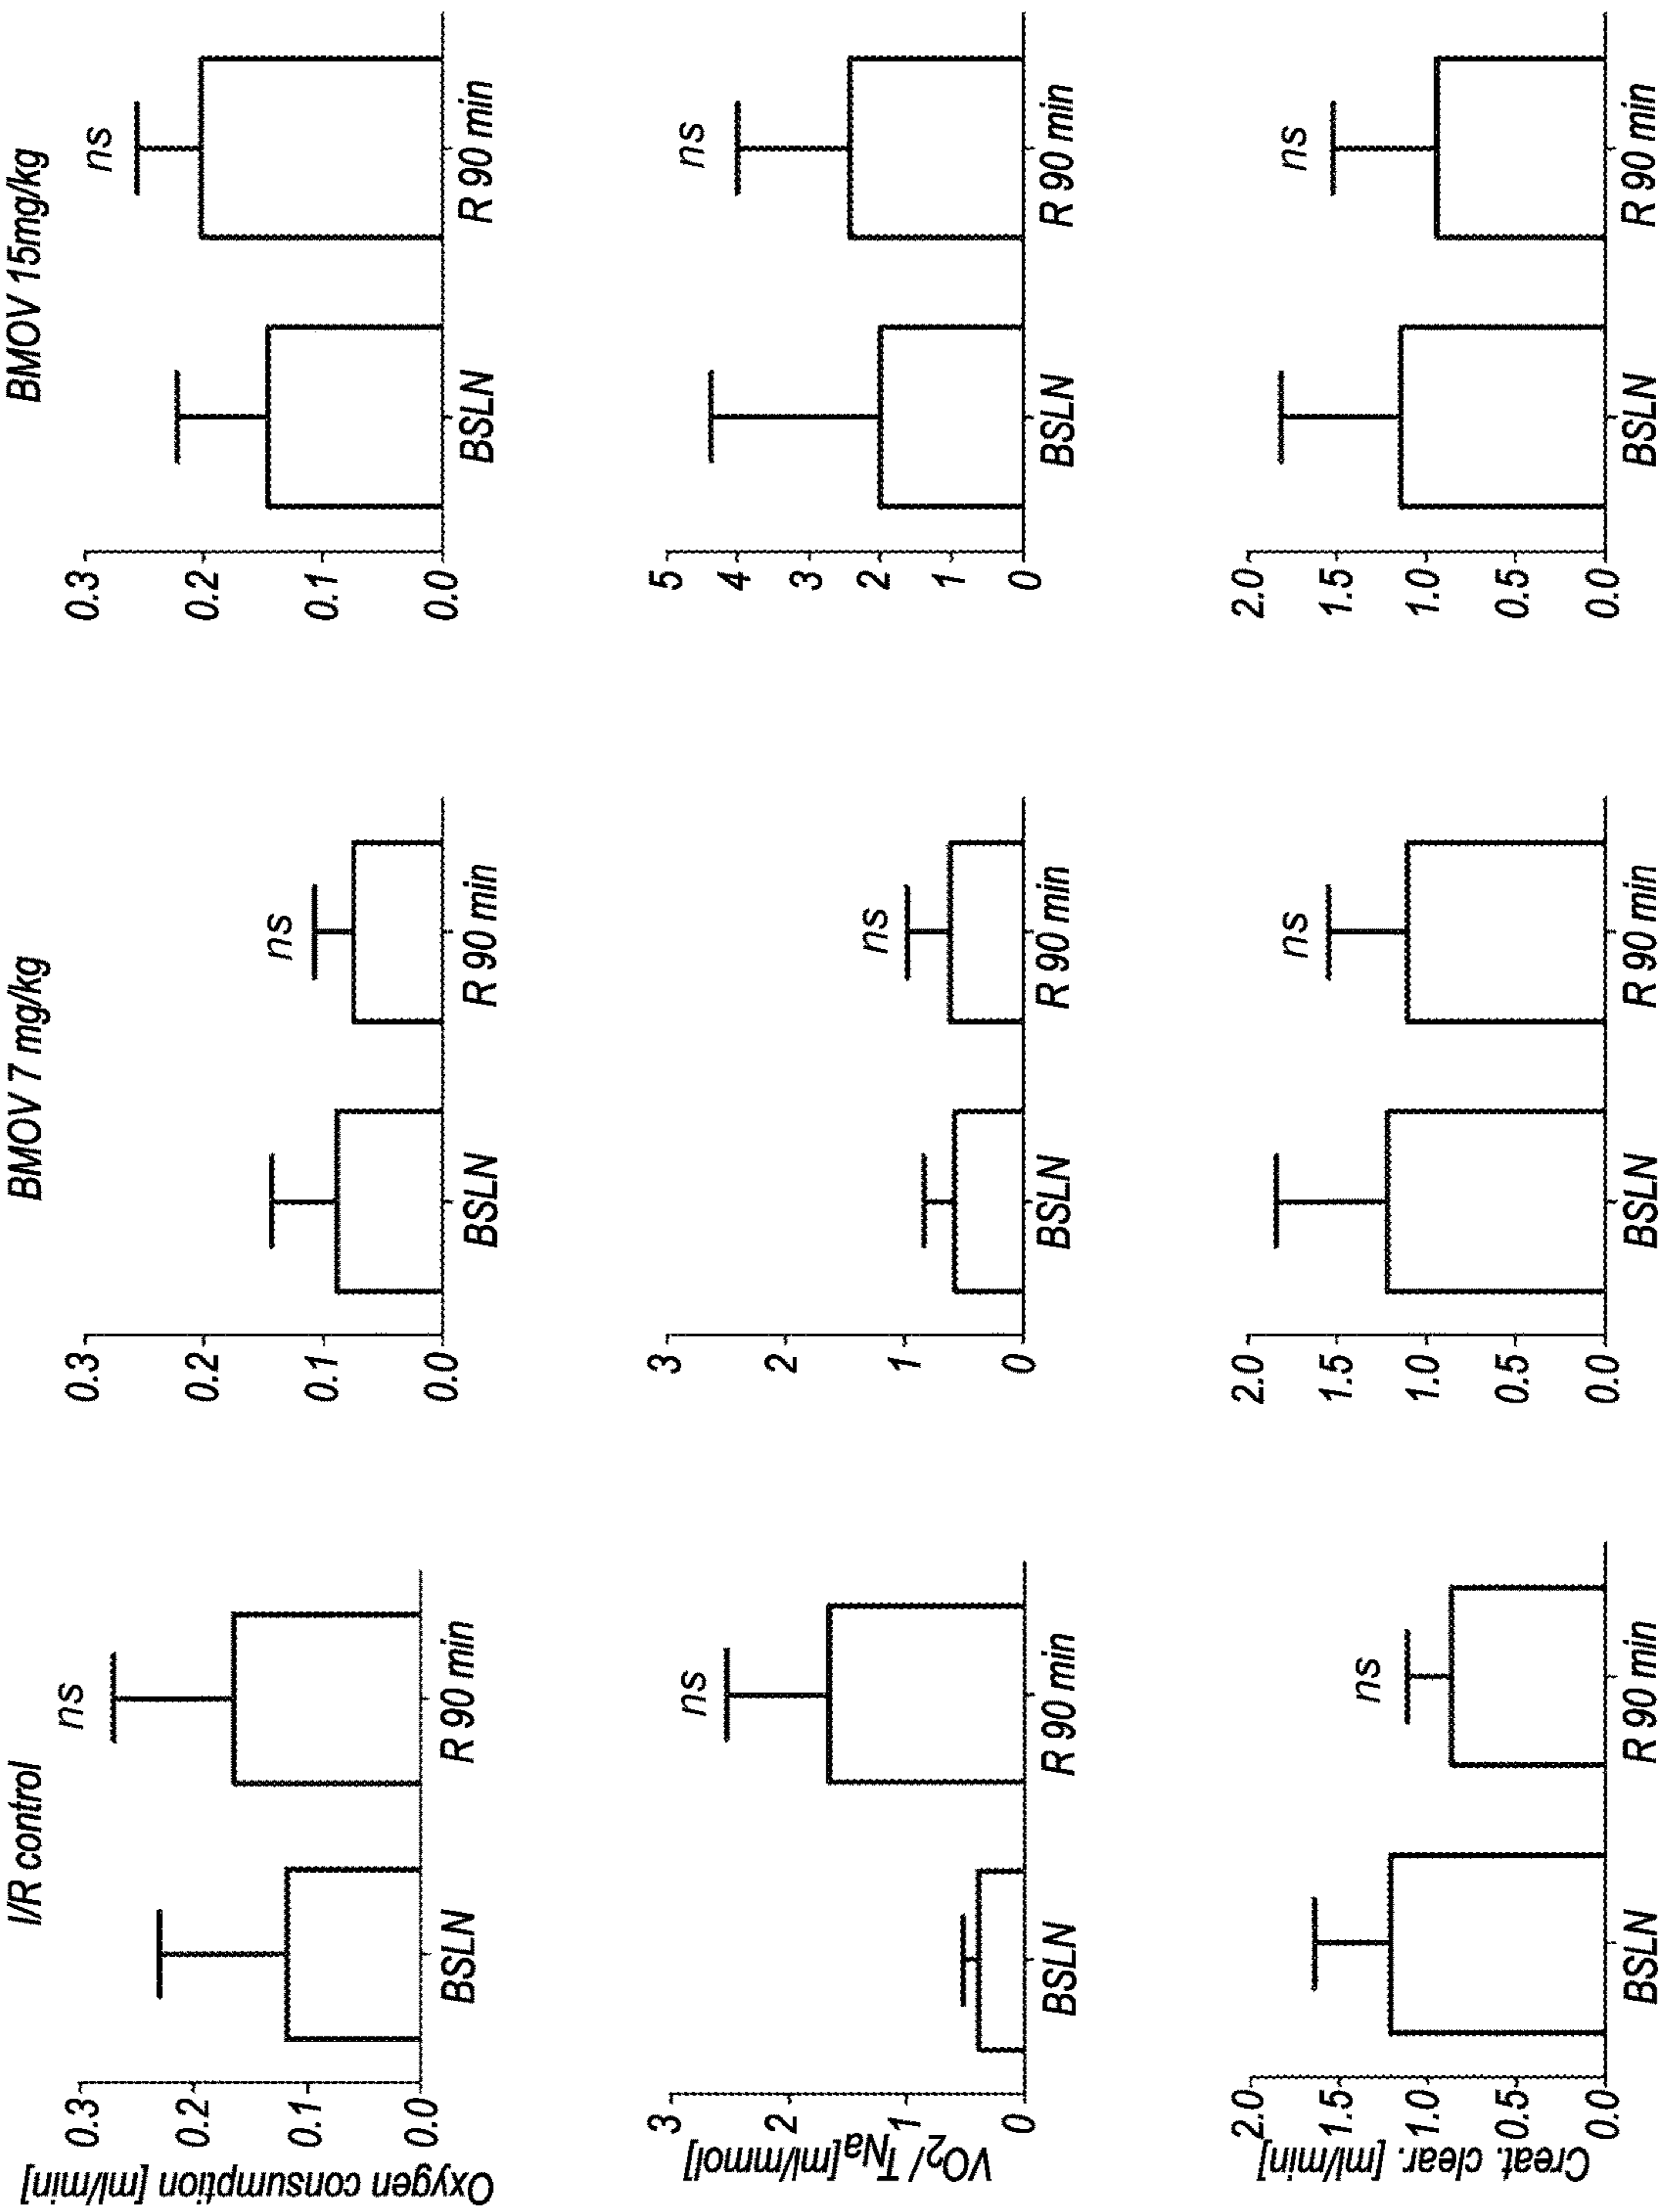 I/R control
BMOV 7 mg/kg
BMOV 15mg/kg
Oxygen consumption [ml/min]
0.3
0.2
0.1
0.0
ns
BSLN
R 90 min
0.3
0.2
0.1
0.0
ns
BSLN
R 90 min
0.3
0.2
0.1
0.0
ns
BSLN
R 90 min
VO2/TNa[ml/mmol]
3
2
1
0
ns
BSLN
R 90 min
3
2
1
0
ns
BSLN
R 90 min
5
4
3
2
1
0
ns
BSLN
R 90 min
Creat. clear. [ml/min]
2.0
1.5
1.0
0.5
0.0
ns
BSLN
R 90 min
2.0
1.5
1.0
0.5
0.0
ns
BSLN
R 90 min
2.0
1.5
1.0
0.5
0.0
ns
BSLN
R 90 min